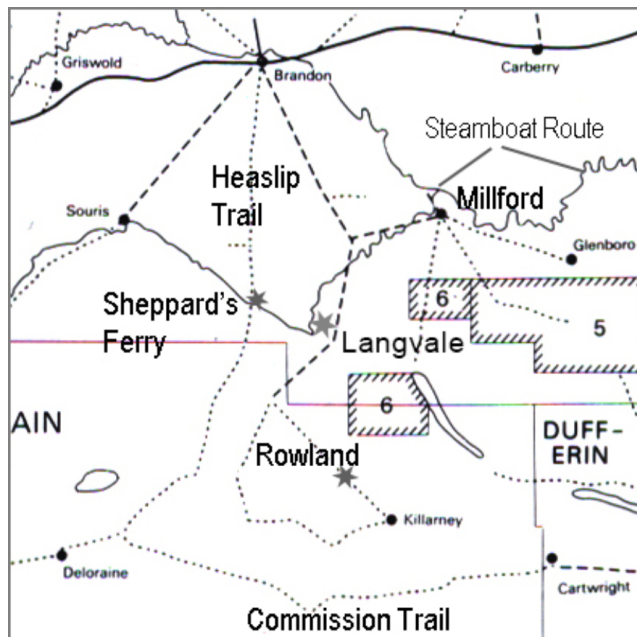 Griswold
Brandon
Carberry
Steamboat Route
Heaslip
Trail
Millford
Souris
Glenboro
Sheppard's
Ferry
6
5
Langvale
6
AIN
DUFF-
ERIN
Rowland
Killarney
Deloraine
Cartwright
Commission Trail